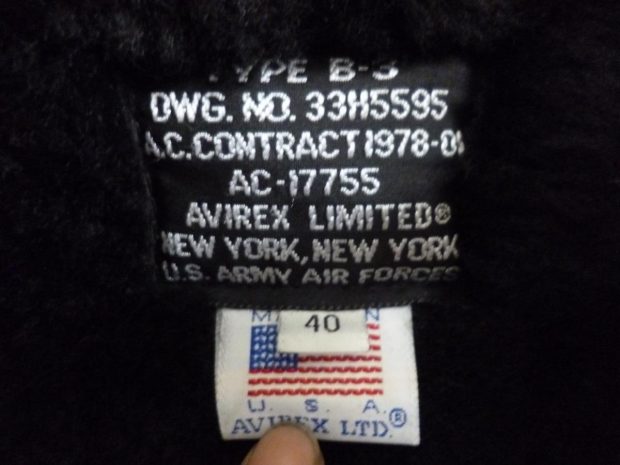 TYPE B-3
DWG. NO. 33H5595
A.C. CONTRACT 1978-01
AC-17755
AVIREX LIMITED®
NEW YORK, NEW YORK
U.S. ARMY AIR FORCES
40
U. S. A.
AVIREX LTD.®